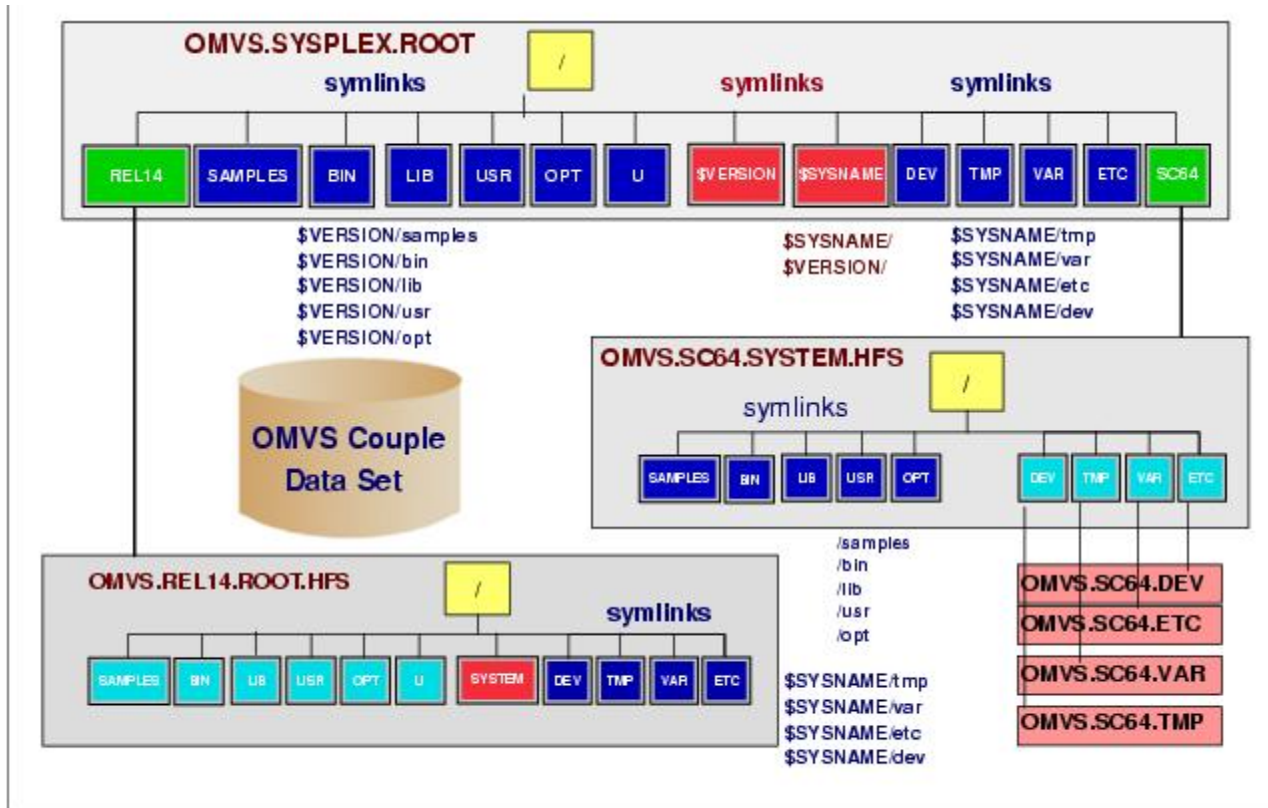 OMVS.SYSPLEX.ROOT
/
symlinks
symlinks
symlinks
REL14
SAMPLES
BIN
LIB
USR
OPT
U
$VERSION
$SYSNAME
DEV
TMP
VAR
ETC
SC64
$VERSION/samples
$VERSION/bin
$VERSION/lib
$VERSION/usr
$VERSION/opt
$SYSNAME/
$VERSION/
$SYSNAME/tmp
$SYSNAME/var
$SYSNAME/etc
$SYSNAME/dev
OMVS Couple
Data Set
OMVS.SC64.SYSTEM.HFS
/
symlinks
SAMPLES
BIN
LIB
USR
OPT
DEV
TMP
VAR
ETC
/samples
/bin
/lib
/usr
/opt
OMVS.SC64.DEV
OMVS.SC64.ETC
OMVS.SC64.VAR
OMVS.SC64.TMP
OMVS.REL14.ROOT.HFS
/
symlinks
SAMPLES
BIN
LIB
USR
OPT
U
SYSTEM
DEV
TMP
VAR
ETC
$SYSNAME/tmp
$SYSNAME/var
$SYSNAME/etc
$SYSNAME/dev